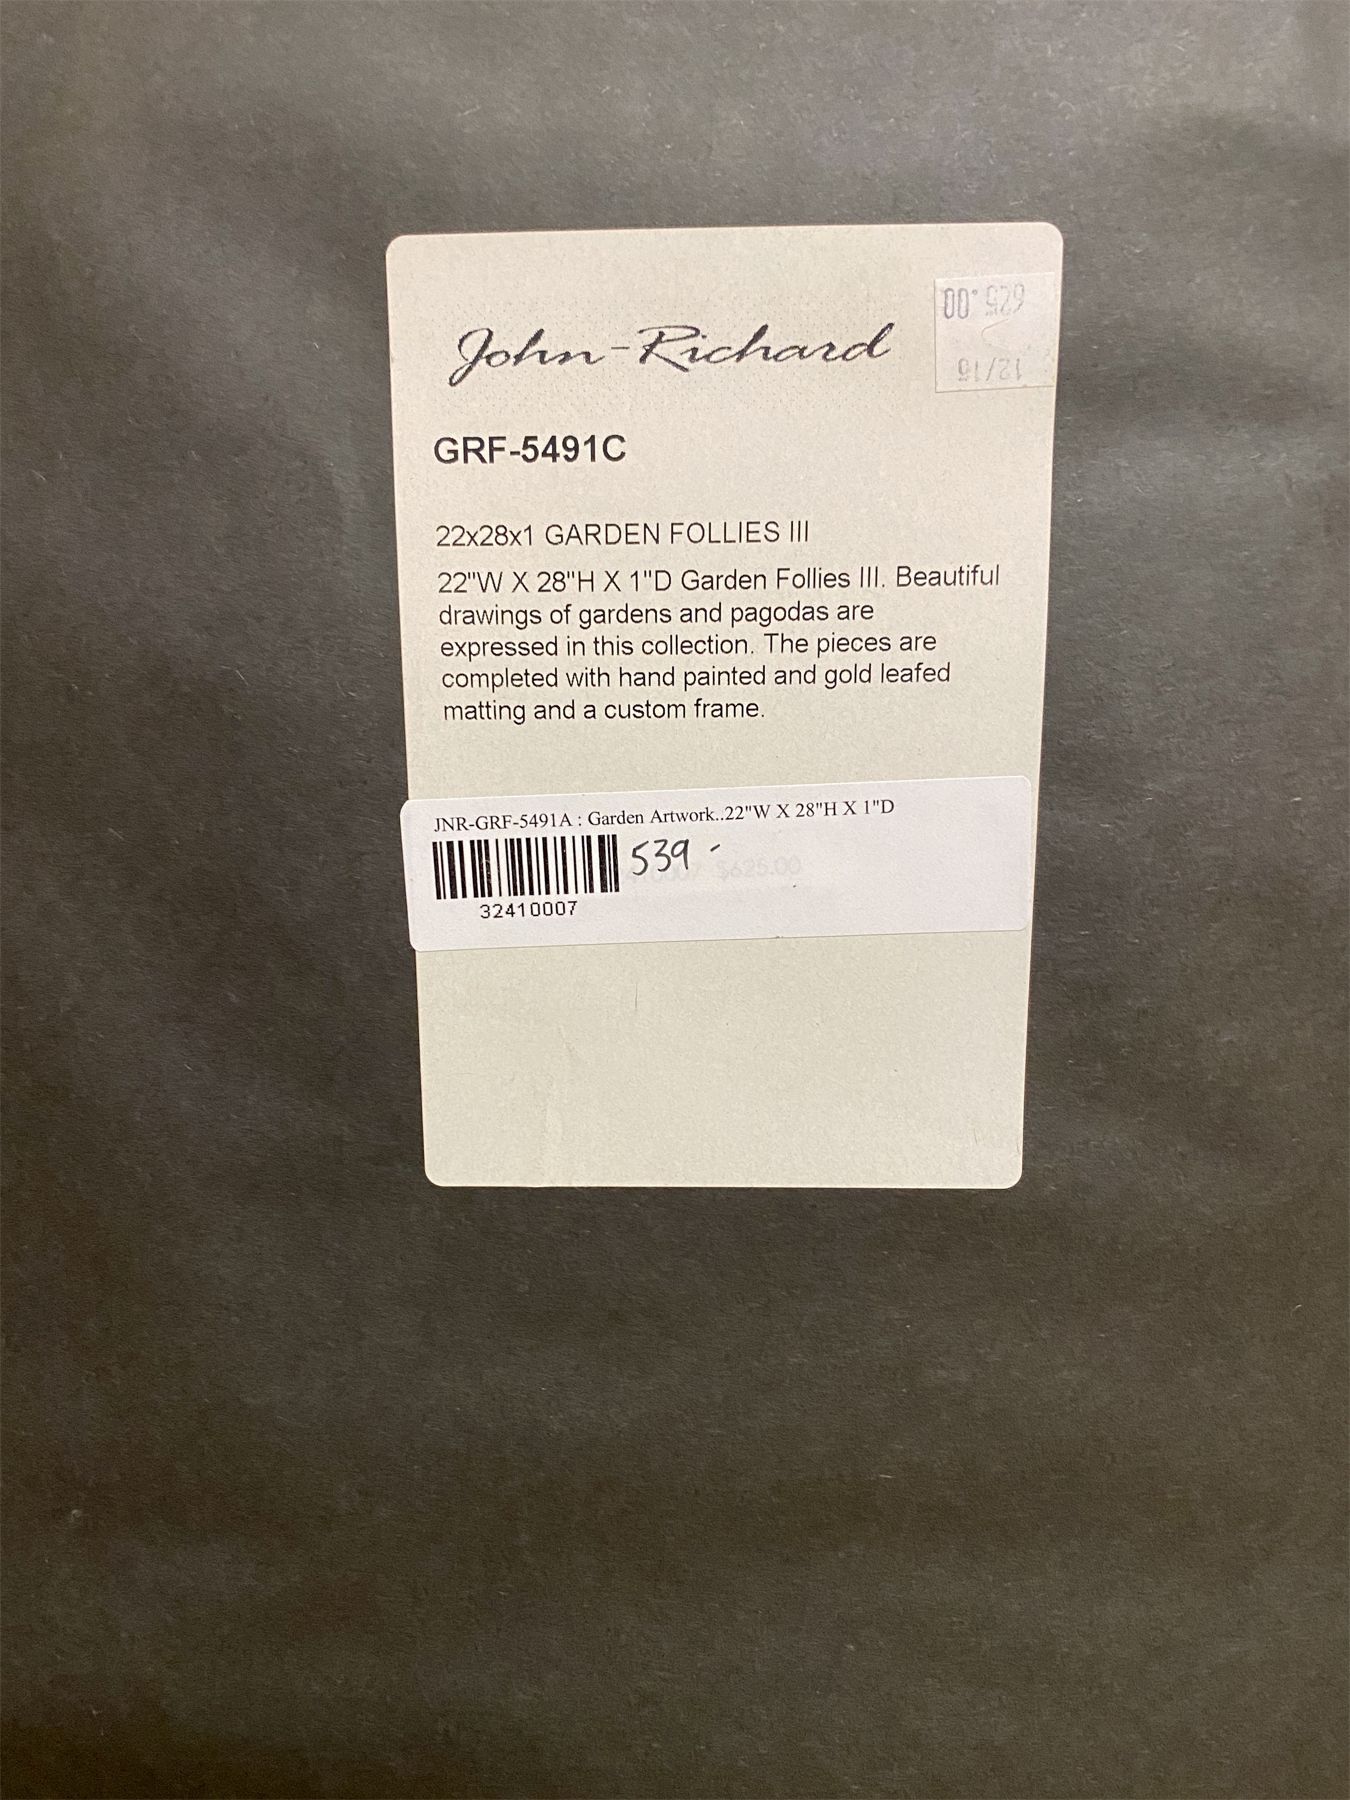 John-Richard
625.00
12/16
GRF-5491C
22x28x1 GARDEN FOLLIES III
22"W X 28"H X 1"D Garden Follies III. Beautiful
drawings of gardens and pagodas are
expressed in this collection. The pieces are
completed with hand painted and gold leafed
matting and a custom frame.
JNR-GRF-5491A : Garden Artwork..22"W X 28"H X 1"D
539 -
$625.00
32410007